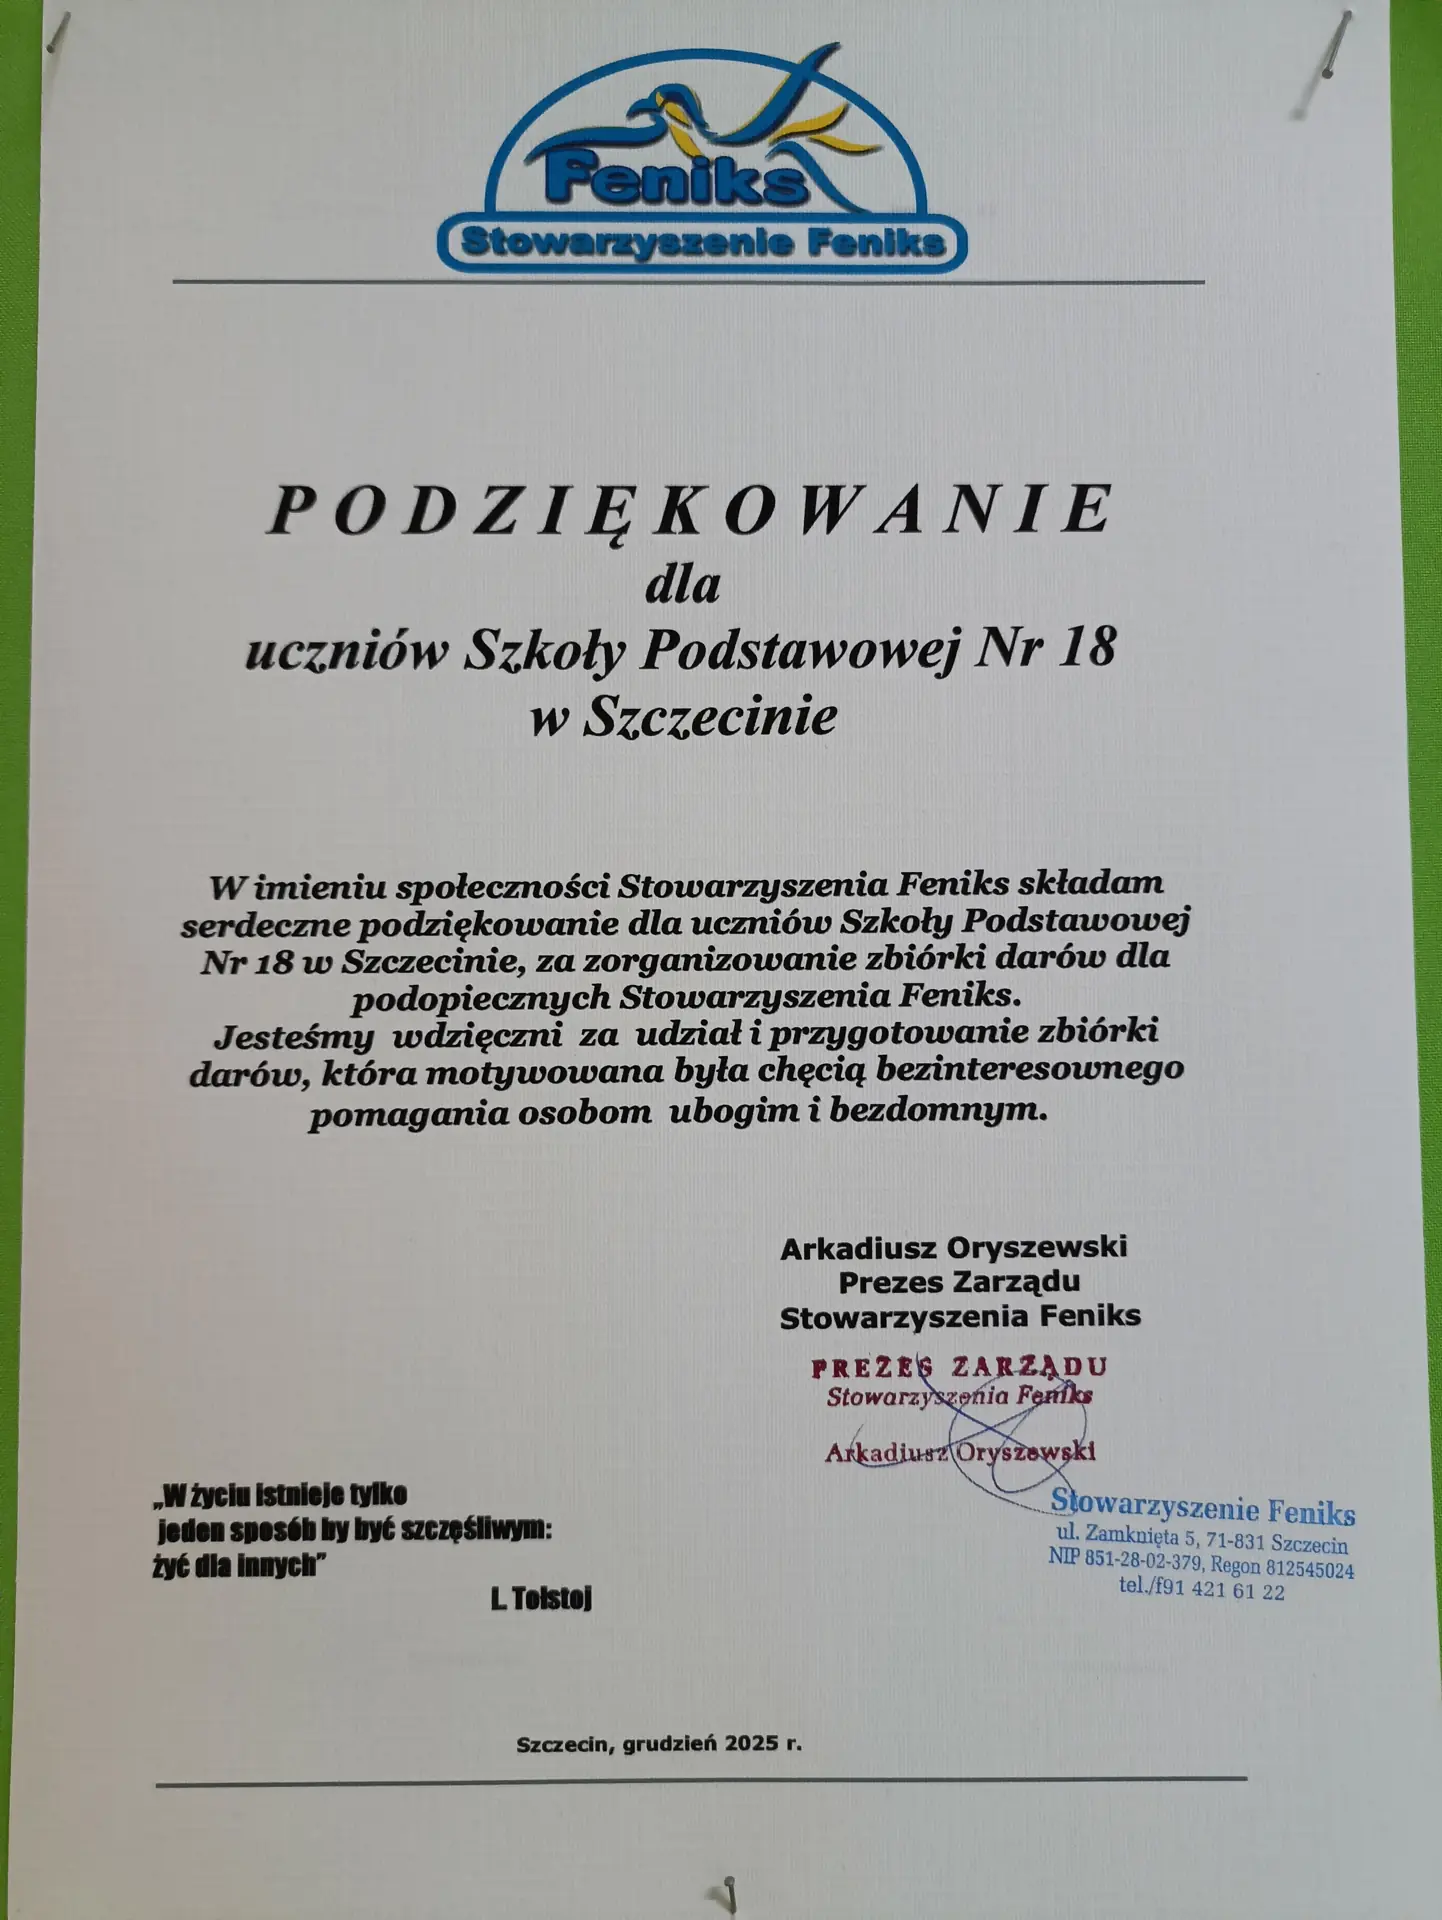 Feniks
Stowarzyszenie Feniks
PODZIĘKOWANIE
dla
uczniów Szkoły Podstawowej Nr 18
w Szczecinie
W imieniu społeczności Stowarzyszenia Feniks składam
serdeczne podziękowanie dla uczniów Szkoły Podstawowej
Nr 18 w Szczecinie, za zorganizowanie zbiórki darów dla
podopiecznych Stowarzyszenia Feniks.
Jesteśmy wdzięczni za udział i przygotowanie zbiórki
darów, która motywowana była chęcią bezinteresownego
pomagania osobom ubogim i bezdomnym.
Arkadiusz Oryszewski
Prezes Zarządu
Stowarzyszenia Feniks
PREZES ZARZĄDU
Stowarzyszenia Feniks
Arkadiusz Oryszewski
„W życiu istnieje tylko
jeden sposób by być szczęśliwym:
żyć dla innych”
L. Tołstoj
Stowarzyszenie Feniks
ul. Zamknięta 5, 71-831 Szczecin
NIP 851-28-02-379, Regon 812545024
tel./f91 421 61 22
Szczecin, grudzień 2025 r.